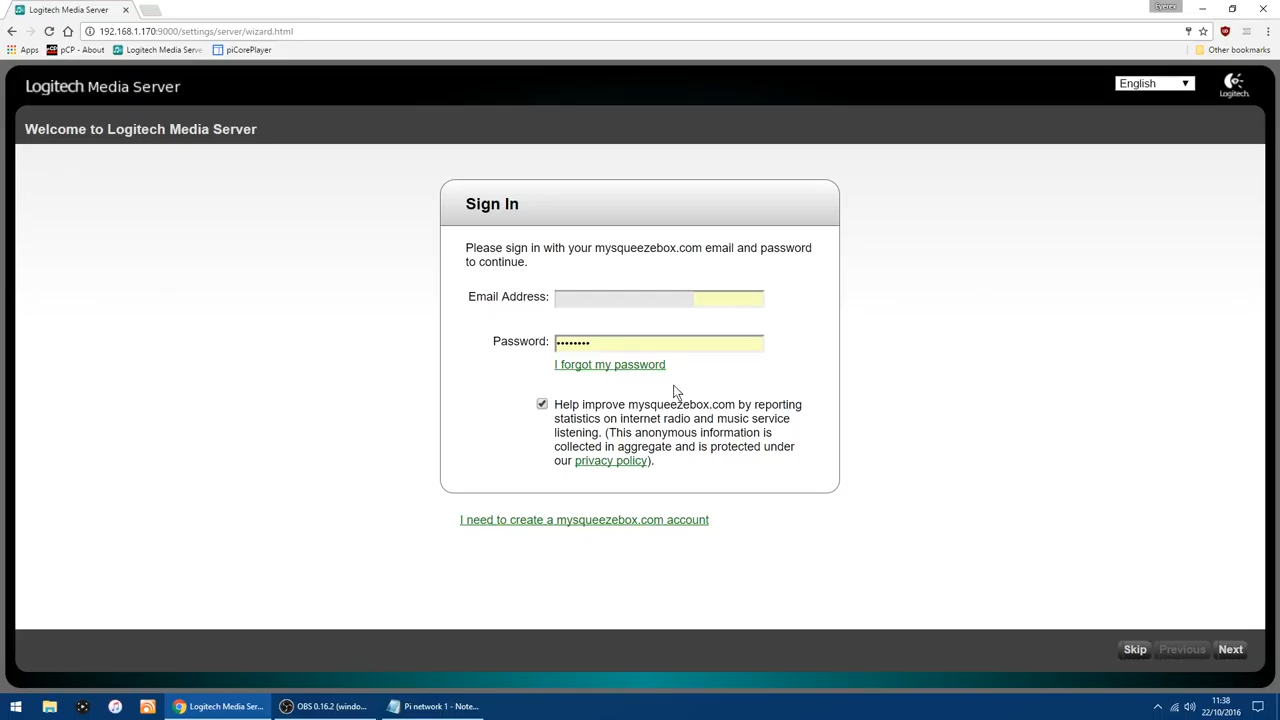 Logitech Media Server
Eyerex
192.168.1.170:9000/settings/server/wizard.html
Apps
pCP - About
Logitech Media Serve
piCorePlayer
Other bookmarks
Logitech Media Server
English
Logitech
Welcome to Logitech Media Server
Sign In
Please sign in with your mysqueezebox.com email and password
to continue.
Email Address:
Password:
••••••••
I forgot my password
Help improve mysqueezebox.com by reporting
statistics on internet radio and music service
listening. (This anonymous information is
collected in aggregate and is protected under
our privacy policy).
I need to create a mysqueezebox.com account
Skip
Previous
Next
Logitech Media Ser...
OBS 0.16.2 (windo...
Pi network 1 - Note...
11:38
22/10/2016